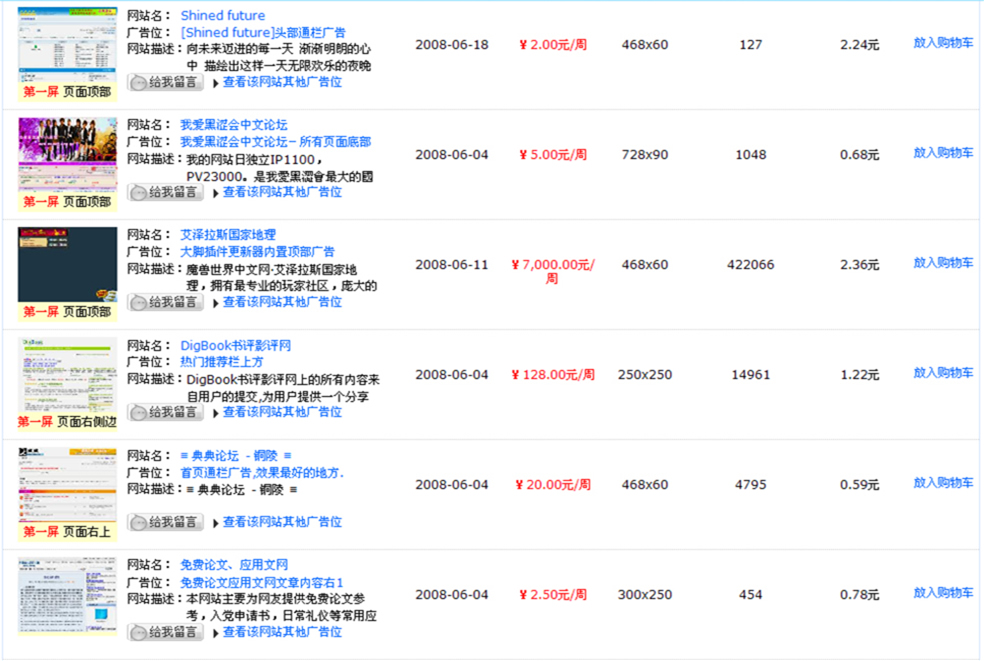 网站名： Shined future
广告位： [Shined future]头部通栏广告
网站描述：向未来迈进的每一天 渐渐明朗的心
中 描绘出这样一天无限欢乐的夜晚
给我留言 查看该网站其他广告位
第一屏 页面顶部
2008-06-18 ￥2.00元/周 468x60 127 2.24元 放入购物车
网站名： 我爱黑涩会中文论坛
广告位： 我爱黑涩会中文论坛－所有页面底部
网站描述：我的网站日独立IP1100，
PV23000。是我爱黑澀會最大的國
给我留言 查看该网站其他广告位
第一屏 页面顶部
2008-06-04 ￥5.00元/周 728x90 1048 0.68元 放入购物车
网站名： 艾泽拉斯国家地理
广告位： 大脚插件更新器内置顶部广告
网站描述：魔兽世界中文网·艾泽拉斯国家地
理，拥有最专业的玩家社区，庞大的
给我留言 查看该网站其他广告位
第一屏 页面顶部
2008-06-11 ￥7,000.00元/周 468x60 422066 2.36元 放入购物车
网站名： DigBook书评影评网
广告位： 热门推荐栏上方
网站描述：DigBook书评影评网上的所有内容来
自用户的提交,为用户提供一个分享
给我留言 查看该网站其他广告位
第一屏 页面右侧边
2008-06-04 ￥128.00元/周 250x250 14961 1.22元 放入购物车
网站名： ≡ 典典论坛 - 铜陵 ≡
广告位： 首页通栏广告,效果最好的地方.
网站描述：≡ 典典论坛 - 铜陵 ≡
给我留言 查看该网站其他广告位
第一屏 页面右上
2008-06-04 ￥20.00元/周 468x60 4795 0.59元 放入购物车
网站名： 免费论文、应用文网
广告位： 免费论文应用文网文章内容右1
网站描述：本网站主要为网友提供免费论文参
考，入党申请书，日常礼仪等常用应
给我留言 查看该网站其他广告位
2008-06-04 ￥2.50元/周 300x250 454 0.78元 放入购物车